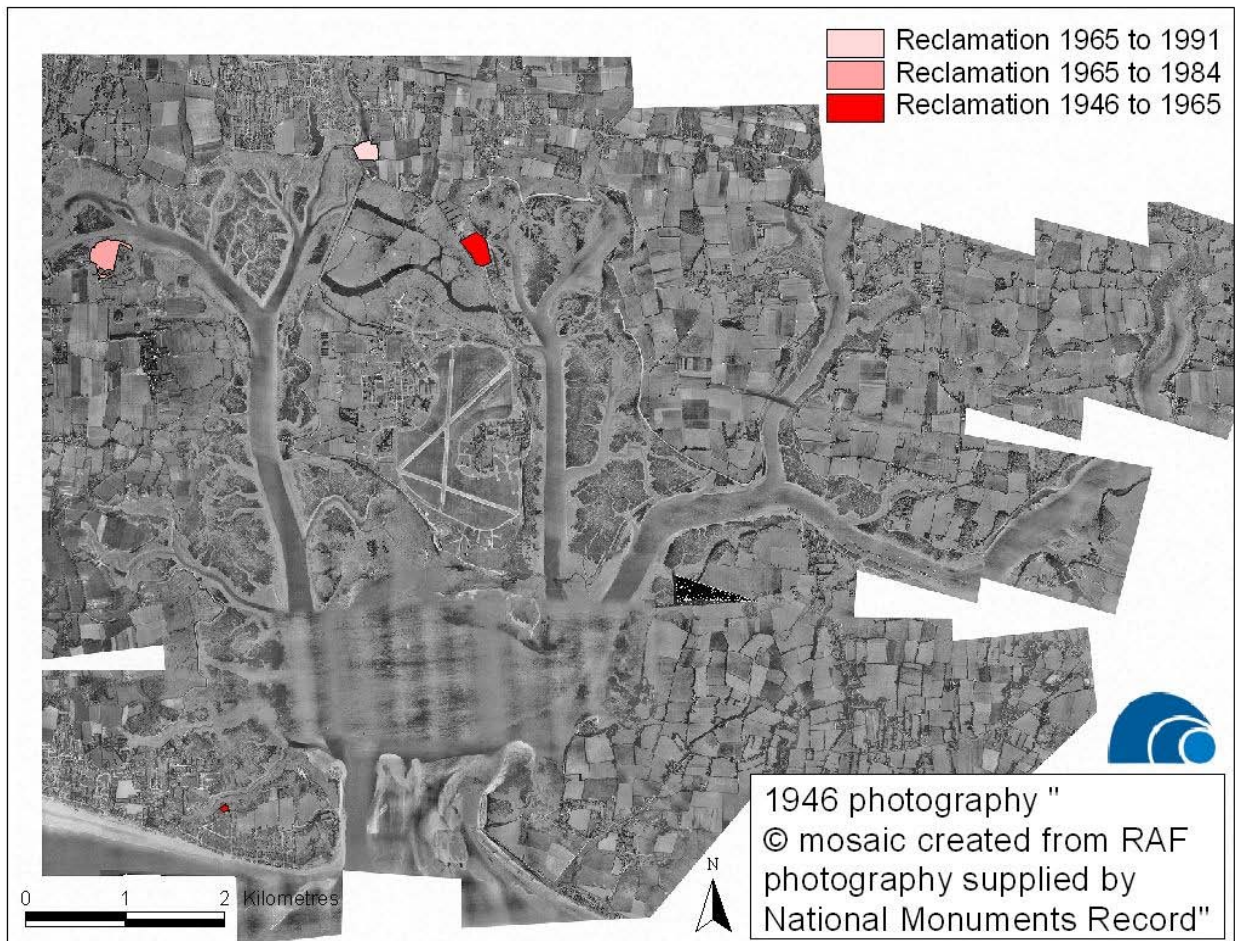 Reclamation 1965 to 1991
Reclamation 1965 to 1984
Reclamation 1946 to 1965
1946 photography "
© mosaic created from RAF
photography supplied by
National Monuments Record"
N
0 1 2 Kilometres